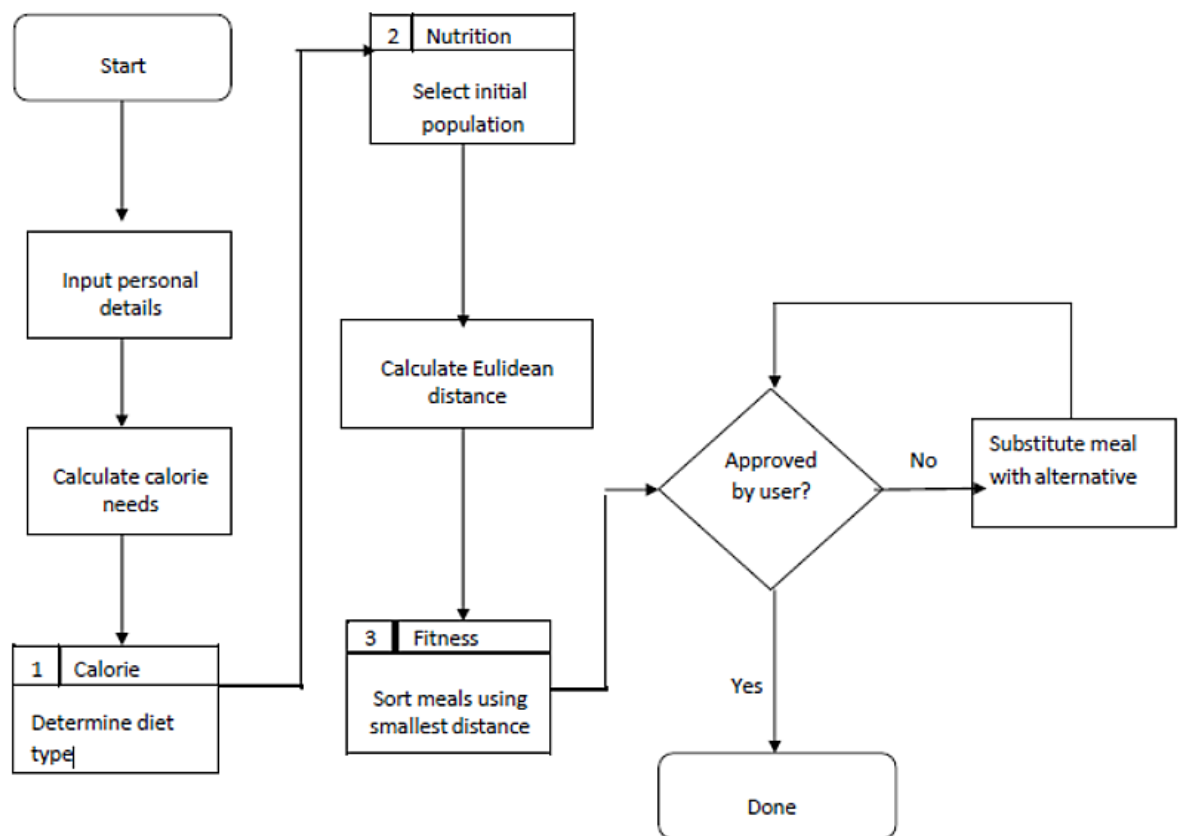 Start
Input personal
details
Calculate calorie
needs
1 Calorie
Determine diet
type
2 Nutrition
Select initial
population
Calculate Eulidean
distance
3 Fitness
Sort meals using
smallest distance
Approved
by user?
No
Substitute meal
with alternative
Yes
Done